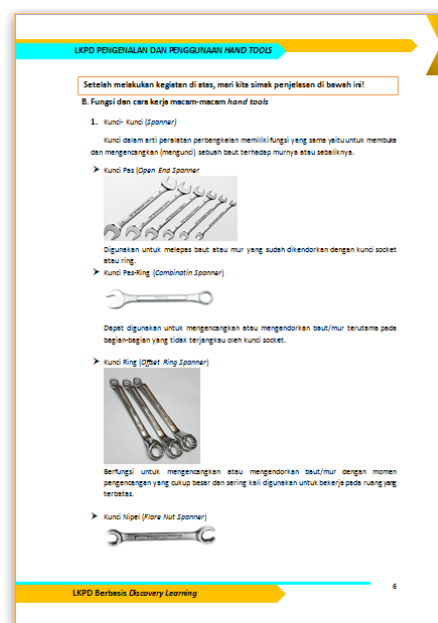 LKPD PENGENALAN DAN PENGGUNAAN HAND TOOLS
Setelah melakukan kegiatan di atas, mari kita simak penjelasan di bawah ini!
B. Fungsi dan cara kerja macam-macam hand tools
1. Kunci- Kunci (Spanner)
Kunci dalam arti peralatan perbengkelan memiliki fungsi yang sama yaitu untuk membuka
dan mengencangkan (mengunci) sebuah baut terhadap murnya atau sebaliknya.
➤ Kunci Pas (Open End Spanner
Digunakan untuk melepas baut atau mur yang sudah dikendorkan dengan kunci socket
atau ring.
➤ Kunci Pas-Ring (Combinatin Spanner)
Dapat digunakan untuk mengencangkan atau mengendorkan baut/mur terutama pada
bagian-bagian yang tidak terjangkau oleh kunci socket.
➤ Kunci Ring (Offset Ring Spanner)
Berfungsi untuk mengencangkan atau mengendorkan baut/mur dengan momen
pengencangan yang cukup besar dan sering kali digunakan untuk bekerja pada ruang yang
terbatas.
➤ Kunci Nipel (Flare Nut Spanner)
6
LKPD Berbasis Discovery Learning